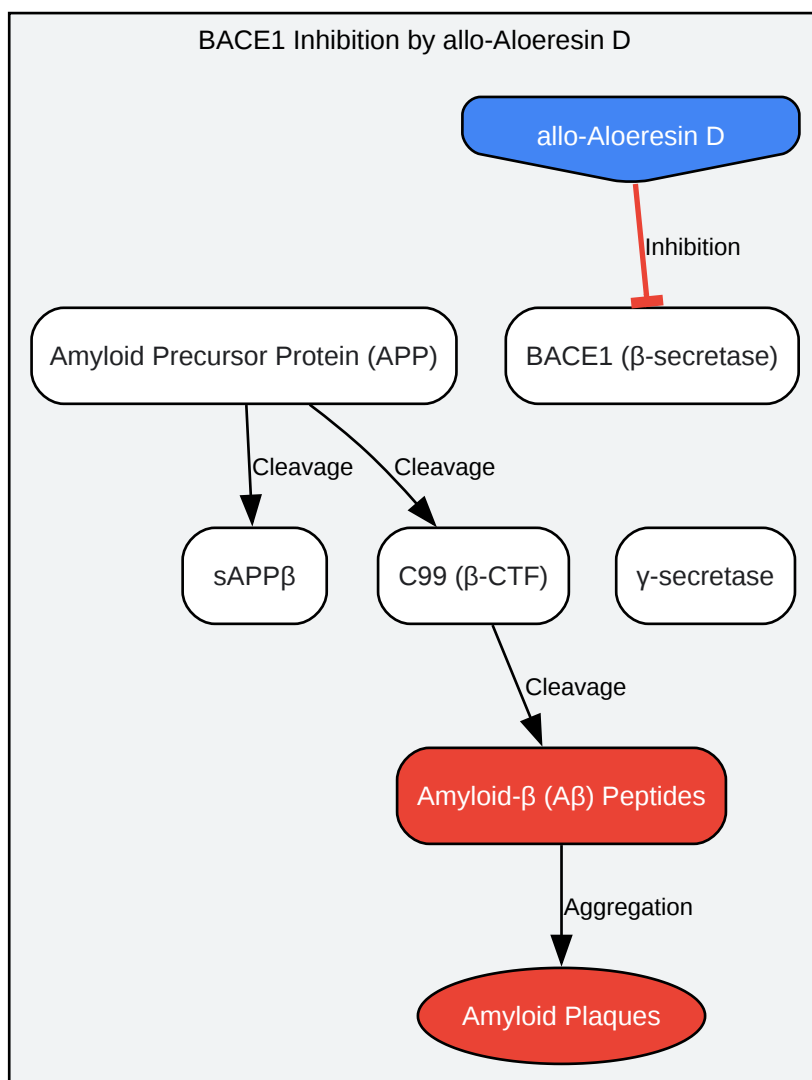 BACE1 Inhibition by allo-Aloeresin D
allo-Aloeresin D
Inhibition
Amyloid Precursor Protein (APP)
BACE1 (β-secretase)
Cleavage
Cleavage
sAPPβ
C99 (β-CTF)
γ-secretase
Cleavage
Amyloid-β (Aβ) Peptides
Aggregation
Amyloid Plaques